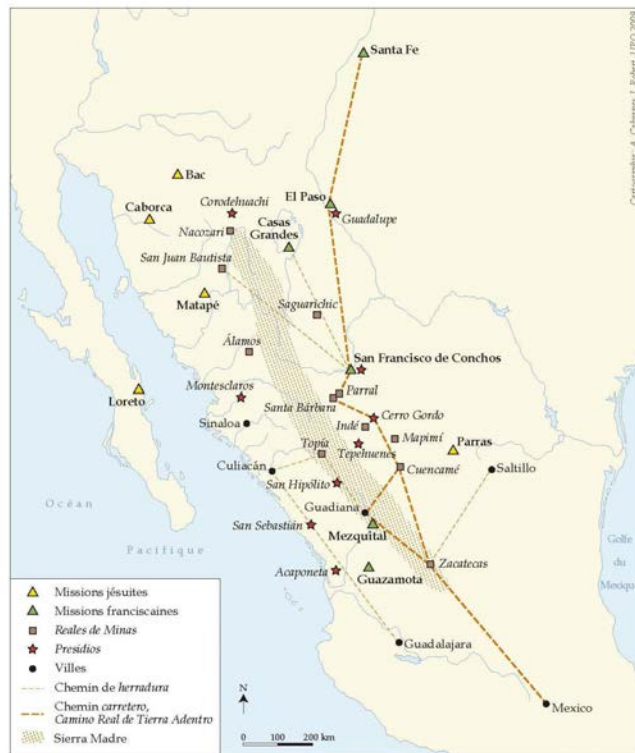 Santa Fe
Bac
El Paso
Corodehuachi
Caborca
Casas
Grandes
Guadalupe
Nacozari
San Juan Bautista
Matapé
Saguarichic
Álamos
San Francisco de Conchos
Montesclaros
Parral
Loreto
Santa Bárbara
Cerro Gordo
Sinaloa
Indé
Mapimí
Topía
Parras
Tepehuenes
Culiacán
Cuencamé
Saltillo
San Hipólito
Océan
Guadiana
San Sebastián
Mezquital
Pacifique
Zacatecas
Golfe
du
Mexique
Acaponeta
Guazamota
Guadalajara
Mexico
Missions jésuites
Missions franciscaines
Reales de Minas
Presidios
Villes
Chemin de herradura
Chemin carretero,
Camino Real de Tierra Adentro
Sierra Madre
N
0 100 200 km